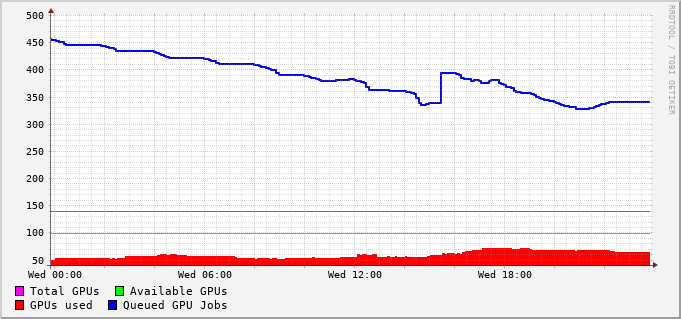 500
450
400
350
300
250
200
150
100
50
Wed 00:00 Wed 06:00 Wed 12:00 Wed 18:00
Total GPUs Available GPUs
GPUs used Queued GPU Jobs
RRDTOOL / TOBI OETIKER